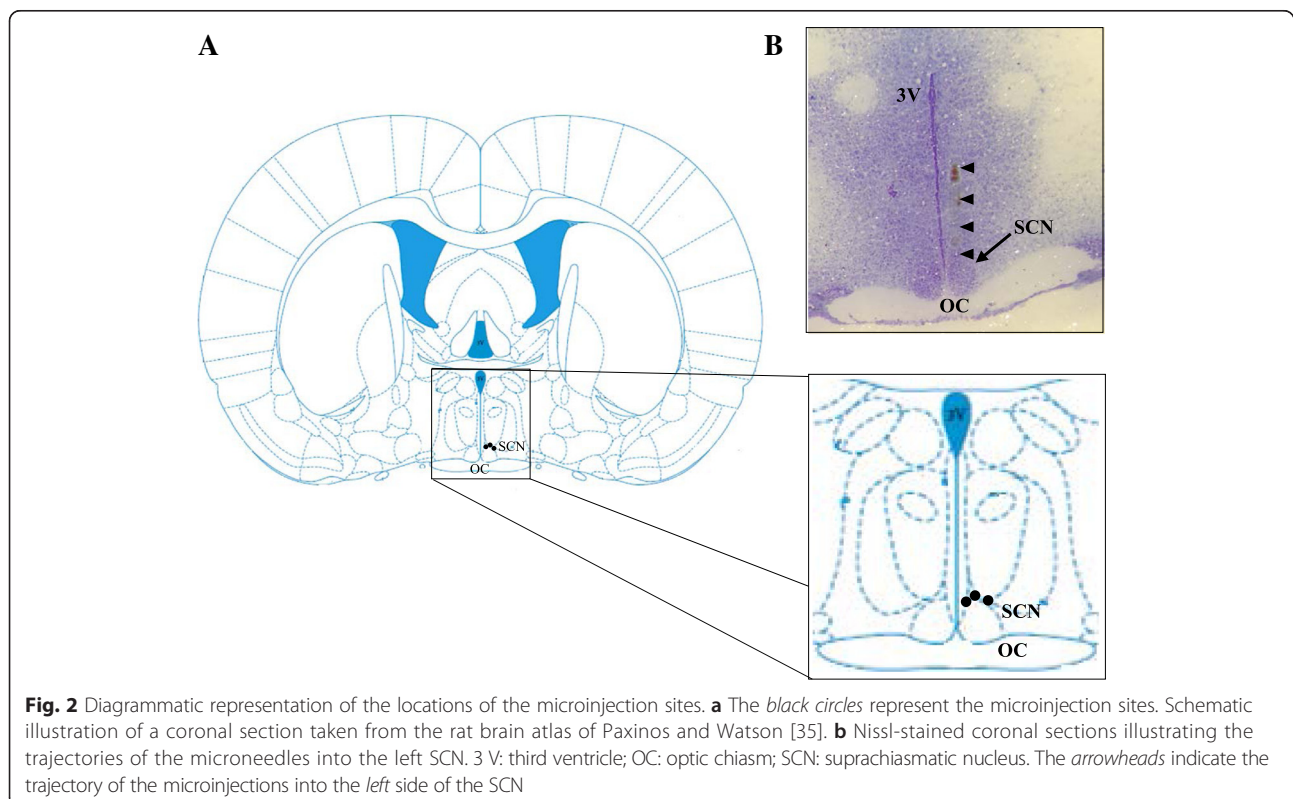 A
B
3V
SCN
OC
3V
SCN
OC
3V
SCN
OC
Fig. 2 Diagrammatic representation of the locations of the microinjection sites. a The black circles represent the microinjection sites. Schematic
illustration of a coronal section taken from the rat brain atlas of Paxinos and Watson [35]. b Nissl-stained coronal sections illustrating the
trajectories of the microneedles into the left SCN. 3 V: third ventricle; OC: optic chiasm; SCN: suprachiasmatic nucleus. The arrowheads indicate the
trajectory of the microinjections into the left side of the SCN